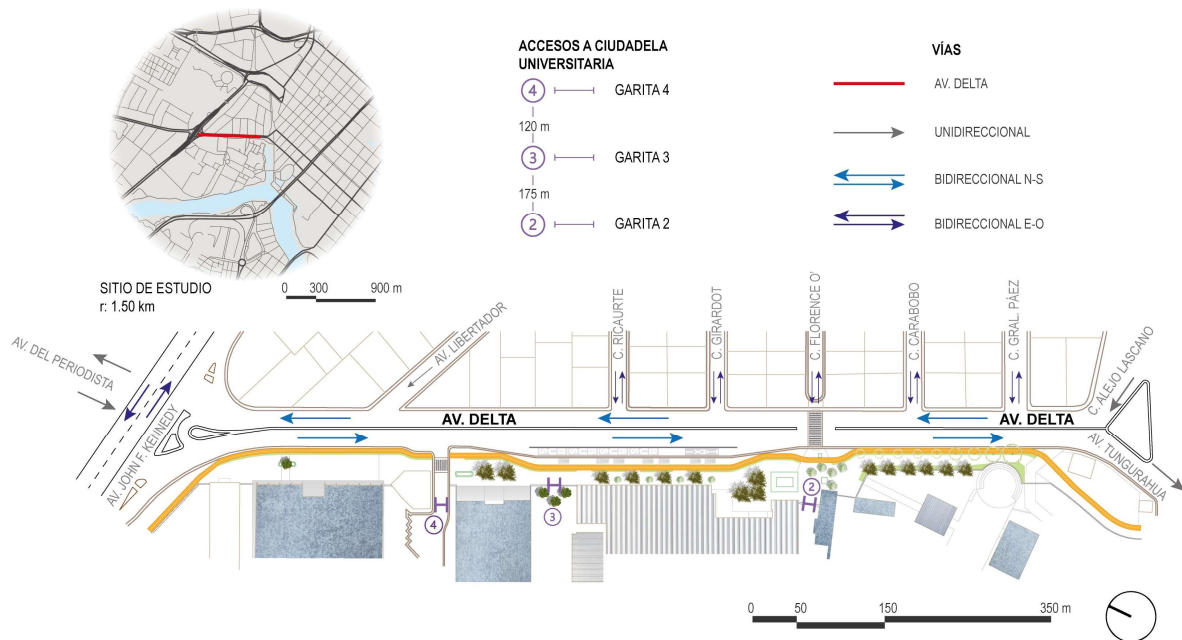 ACCESOS A CIUDADELA
UNIVERSITARIA
4 GARITA 4
120 m
3 GARITA 3
175 m
2 GARITA 2
VÍAS
AV. DELTA
UNIDIRECCIONAL
BIDIRECCIONAL N-S
BIDIRECCIONAL E-O
SITIO DE ESTUDIO
r: 1.50 km
0 300 900 m
AV. DEL PERIODISTA
AV. JOHN F. KENNEDY
AV. LIBERTADOR
C. RICAURTE
C. GIRARDOT
C. FLORENCE O'
C. CARABOBO
C. GRAL. PÀEZ
C. ALEJO LASCANO
AV. DELTA
AV. DELTA
AV. TUNGURAHUA
4
3
2
0 50 150 350 m